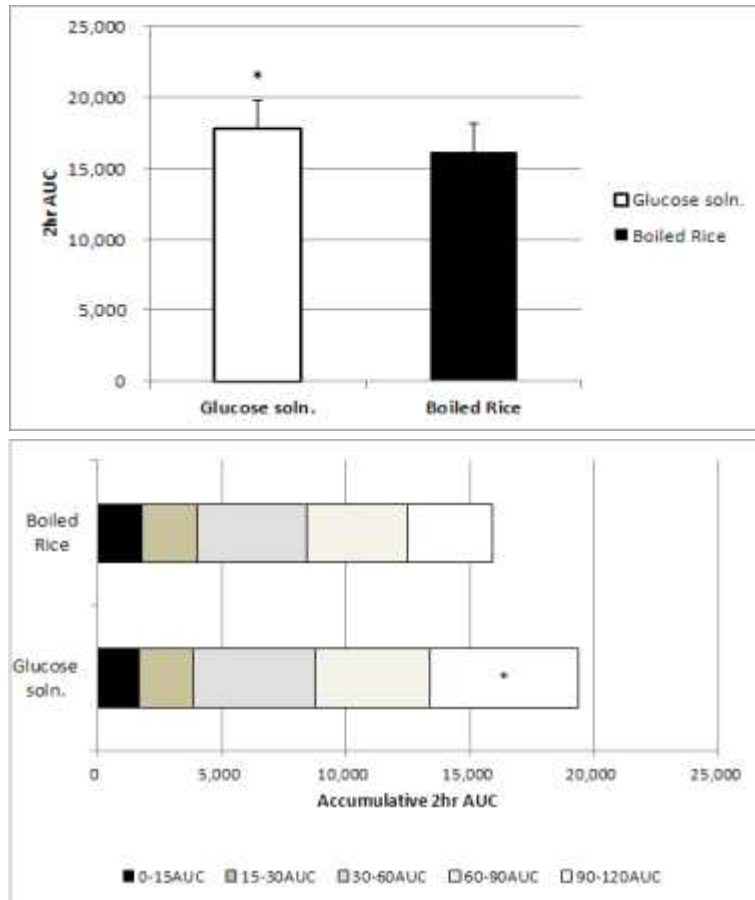 25,000
*
20,000
15,000
10,000
5,000
0
2hr AUC
Glucose soln.
Boiled Rice
Glucose soln.
Boiled Rice
Boiled
Rice
Glucose
soln.
*
0
5,000
10,000
15,000
20,000
25,000
Accumulative 2hr AUC
0-15AUC
15-30AUC
30-60AUC
60-90AUC
90-120AUC